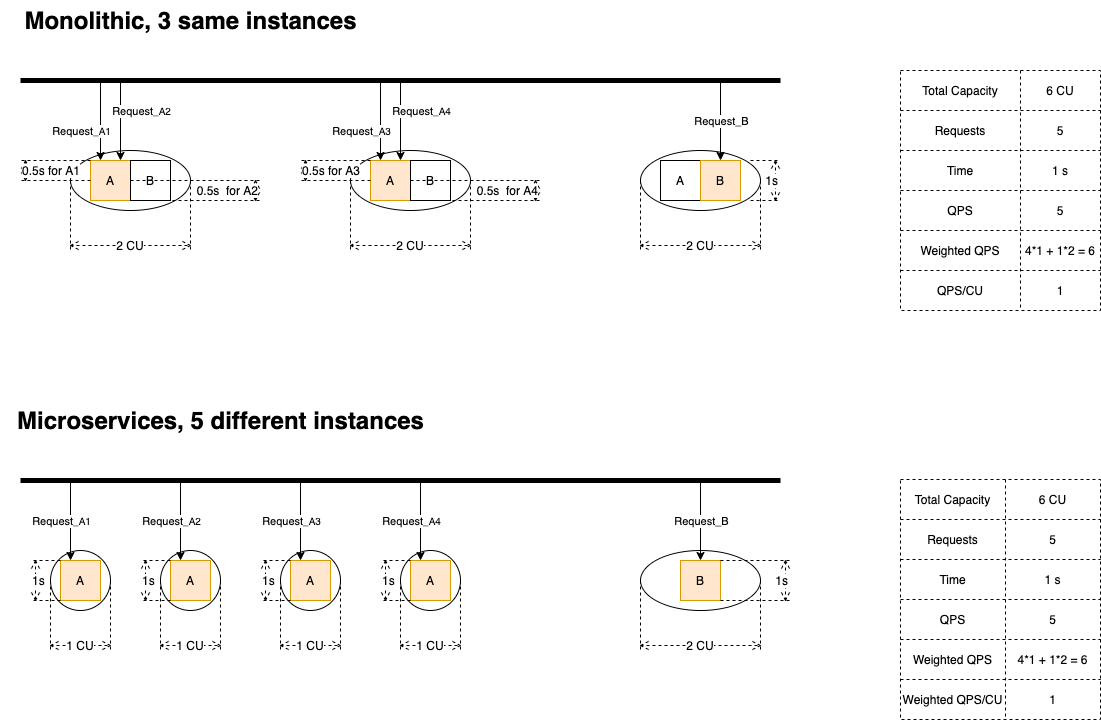 Monolithic, 3 same instances
Request_A2
Request_A4
Request_A1
Request_A3
Request_B
0.5s for A1
A
B
0.5s for A2
0.5s for A3
A
B
0.5s for A4
A
B
1s
2 CU
2 CU
2 CU
Total Capacity 6 CU
Requests 5
Time 1 s
QPS 5
Weighted QPS 4*1 + 1*2 = 6
QPS/CU 1
Microservices, 5 different instances
Request_A1
Request_A2
Request_A3
Request_A4
Request_B
1s
A
1s
A
1s
A
1s
A
B
1s
1 CU
1 CU
1 CU
1 CU
2 CU
Total Capacity 6 CU
Requests 5
Time 1 s
QPS 5
Weighted QPS 4*1 + 1*2 = 6
Weighted QPS/CU 1